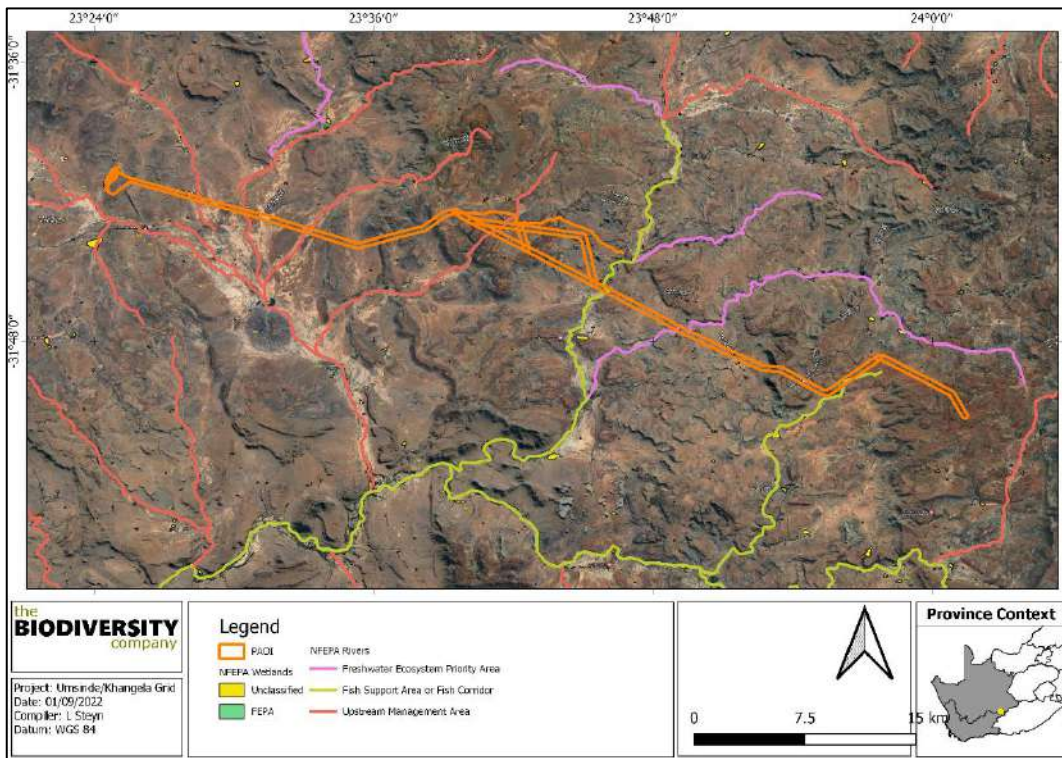 23°24'0"
23°36'0"
23°48'0"
24°0'0"
-31°36'0"
-31°48'0"
the
BIODIVERSITY
company
Project: Umsinde/Khangela Grid
Date: 01/09/2022
Compiler: L Steyn
Datum: WGS 84
Legend
PAOI
NFEPA Wetlands
Unclassified
FEPA
NFEPA Rivers
Freshwater Ecosystem Priority Area
Fish Support Area or Fish Corridor
Upstream Management Area
0 7.5 15 km
Province Context